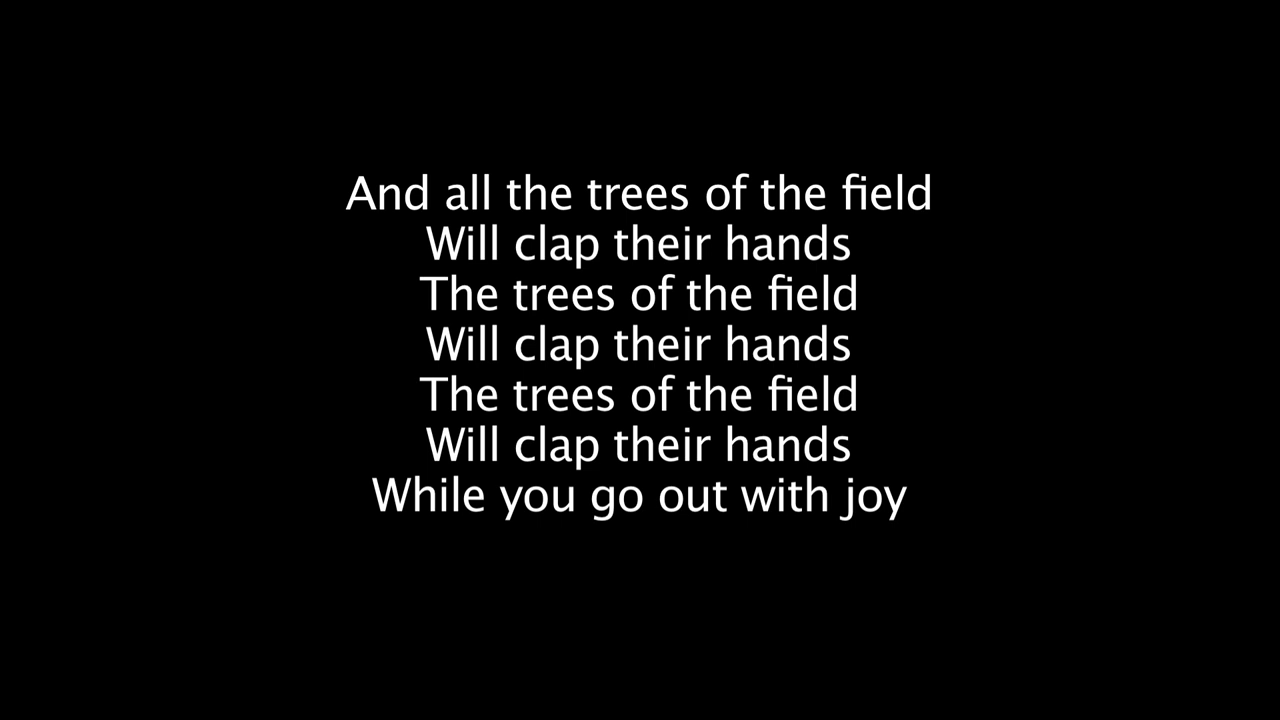 And all the trees of the field
Will clap their hands
The trees of the field
Will clap their hands
The trees of the field
Will clap their hands
While you go out with joy